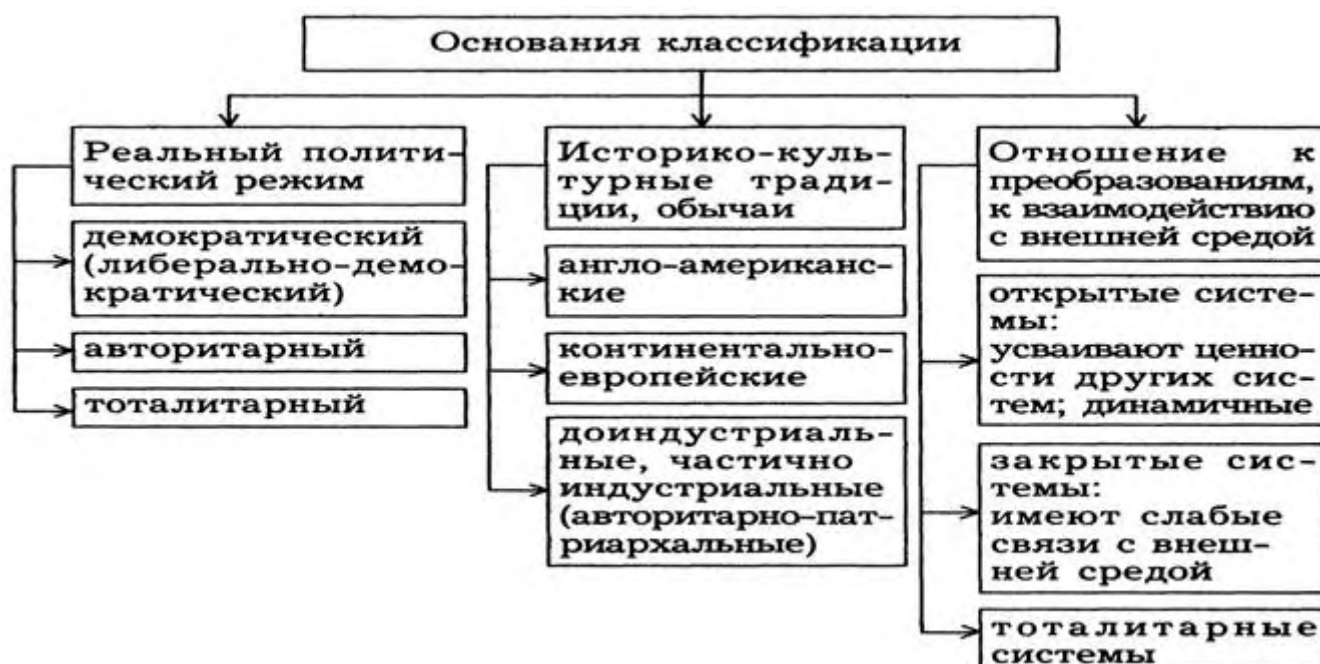 Основания классификации
Реальный полити-
ческий режим
демократический
(либерально-демо-
кратический)
авторитарный
тоталитарный
Историко-куль-
турные тради-
ции, обычаи
англо-американс-
кие
континентально-
европейские
доиндустриаль-
ные, частично
индустриальные
(авторитарно-пат-
риархальные)
Отношение к
преобразованиям,
к взаимодействию
с внешней средой
открытые систе-
мы:
усваивают ценно-
сти других сис-
тем; динамичные
закрытые сис-
темы:
имеют слабые
связи с внеш-
ней средой
тоталитарные
системы